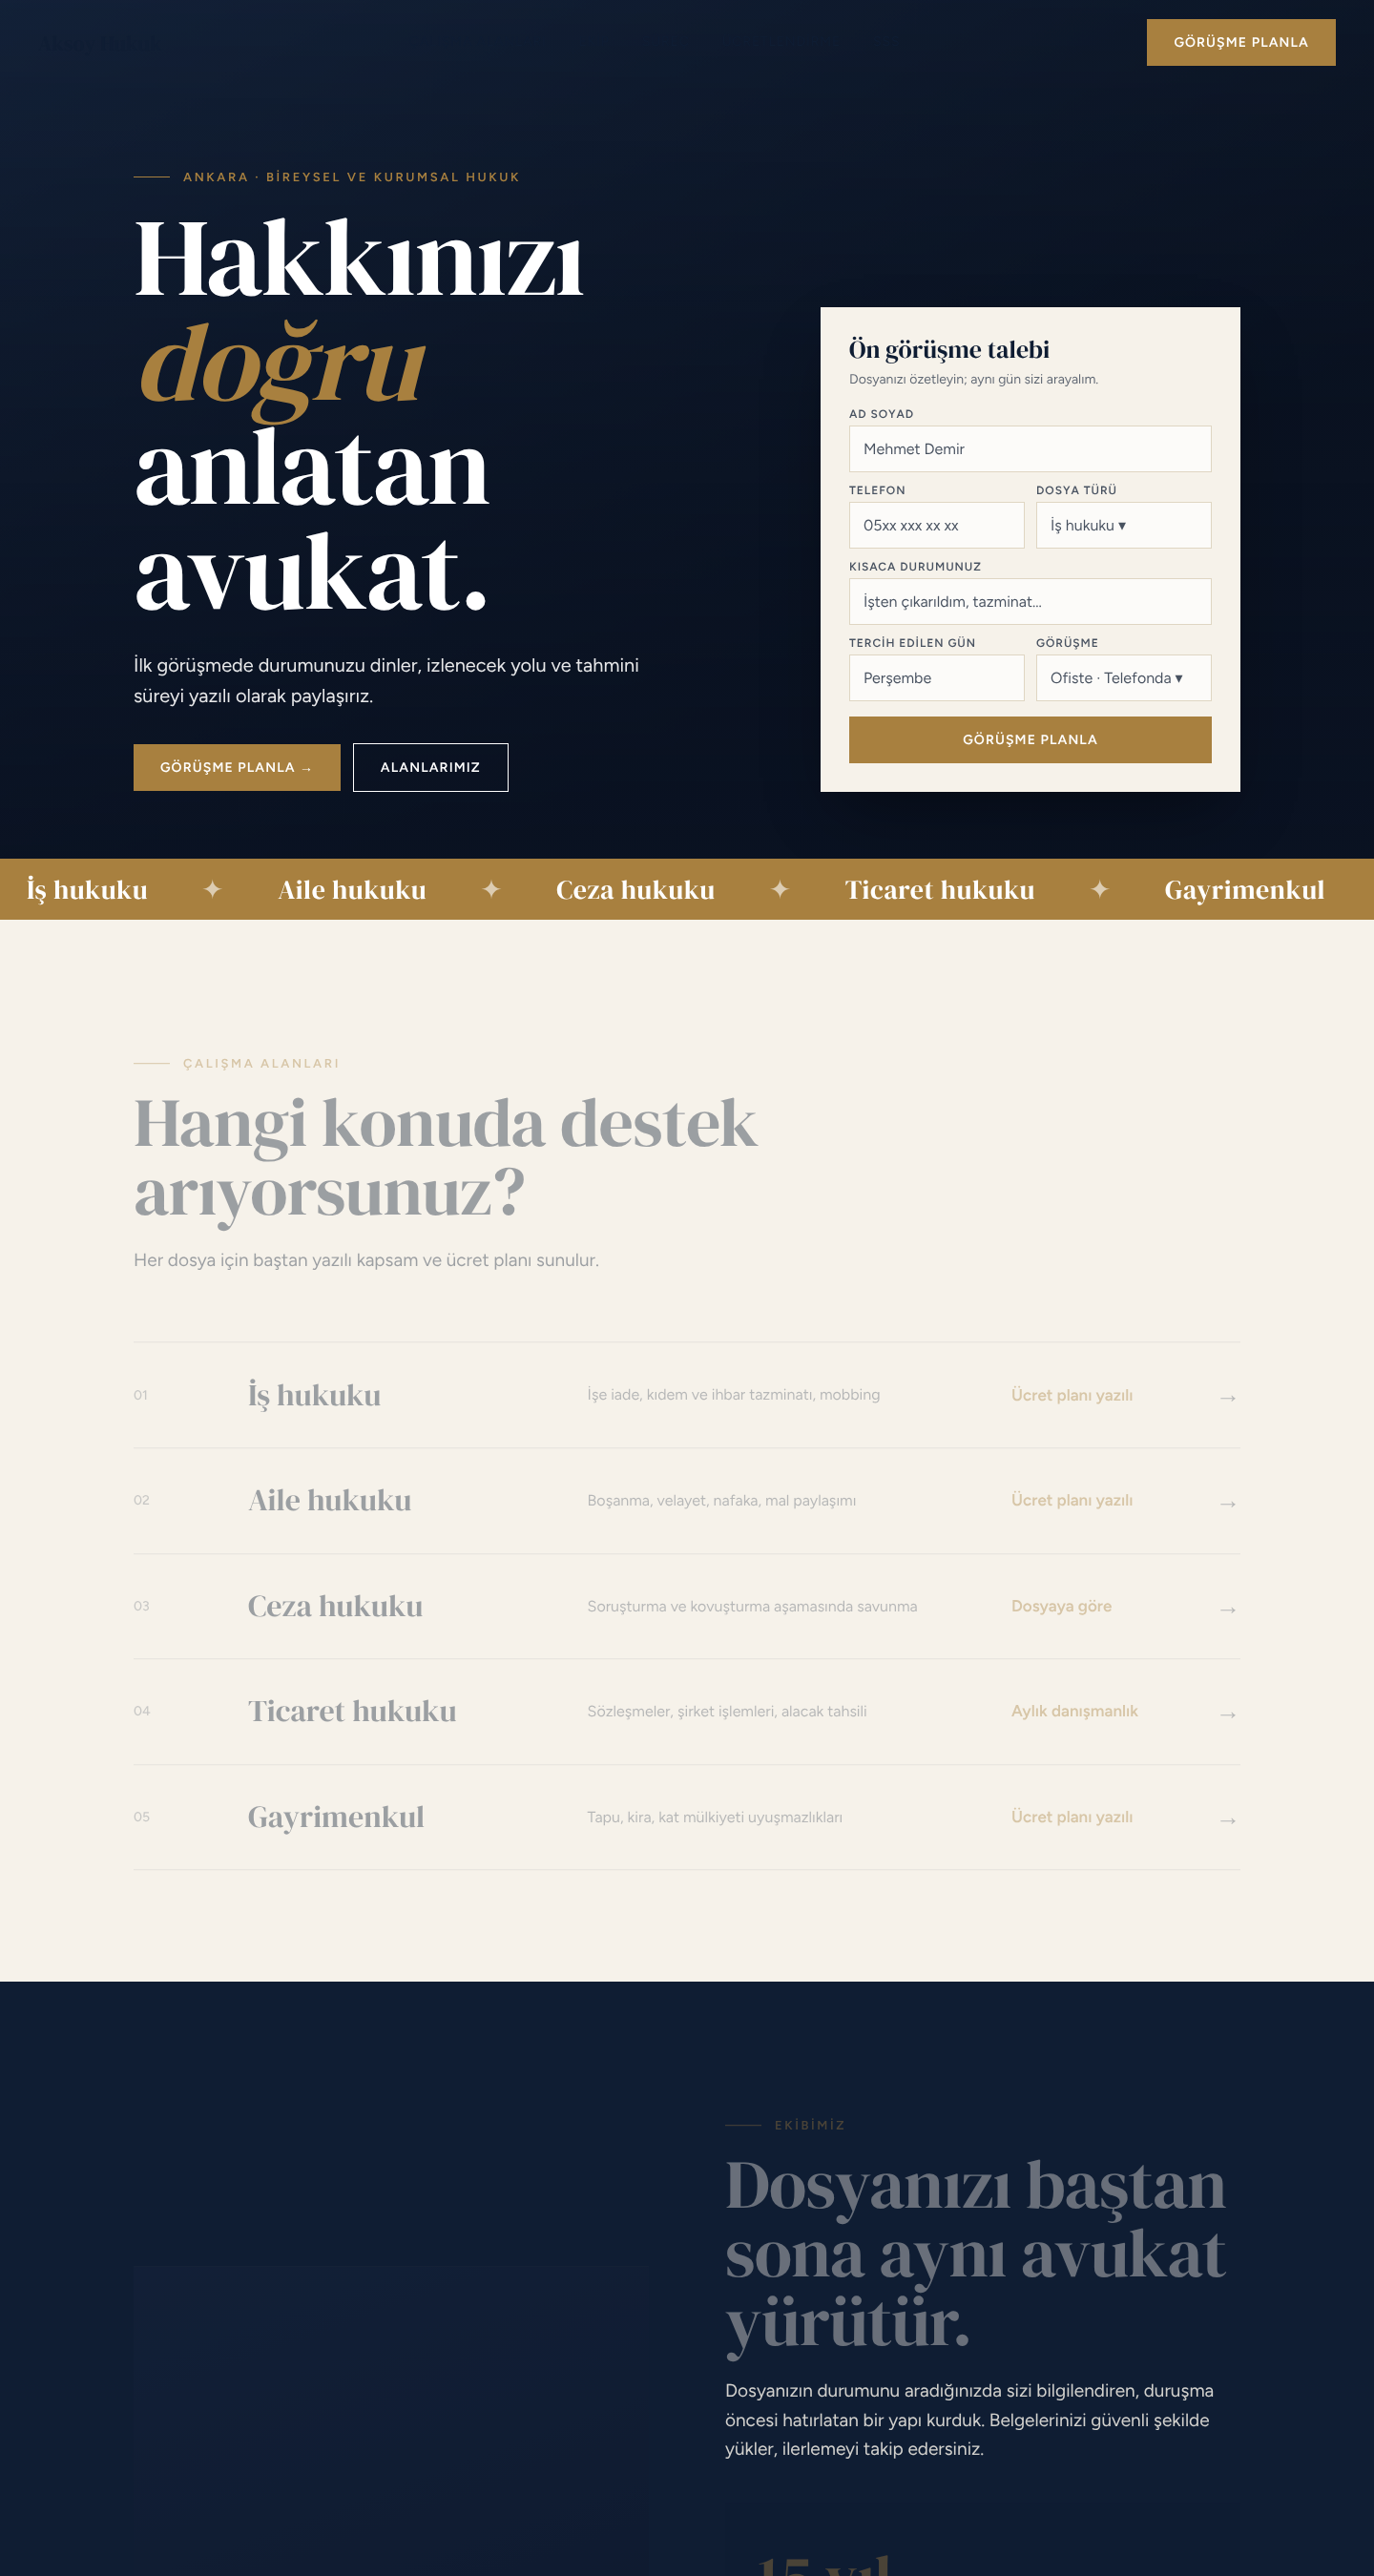 GÖRÜŞME PLANLA
ANKARA · BİREYSEL VE KURUMSAL HUKUK
Hakkınızı
doğru
anlatan
avukat.
İlk görüşmede durumunuzu dinler, izlenecek yolu ve tahmini
süreyi yazılı olarak paylaşırız.
GÖRÜŞME PLANLA →
ALANLARIMIZ
Ön görüşme talebi
Dosyanızı özetleyin; aynı gün sizi arayalım.
AD SOYAD
Mehmet Demir
TELEFON
DOSYA TÜRÜ
05xx xxx xx xx
İş hukuku ▾
KISACA DURUMUNUZ
İşten çıkarıldım, tazminat...
TERCİH EDİLEN GÜN
GÖRÜŞME
Perşembe
Ofiste · Telefonda ▾
GÖRÜŞME PLANLA
İş hukuku ✦ Aile hukuku ✦ Ceza hukuku ✦ Ticaret hukuku ✦ Gayrimenkul
ÇALIŞMA ALANLARI
Hangi konuda destek
arıyorsunuz?
Her dosya için baştan yazılı kapsam ve ücret planı sunulur.
01 İş hukuku İşe iade, kıdem ve ihbar tazminatı, mobbing Ücret planı yazılı →
02 Aile hukuku Boşanma, velayet, nafaka, mal paylaşımı Ücret planı yazılı →
03 Ceza hukuku Soruşturma ve kovuşturma aşamasında savunma Dosyaya göre →
04 Ticaret hukuku Sözleşmeler, şirket işlemleri, alacak tahsili Aylık danışmanlık →
05 Gayrimenkul Tapu, kira, kat mülkiyeti uyuşmazlıkları Ücret planı yazılı →
EKİBİMİZ
Dosyanızı baştan
sona aynı avukat
yürütür.
Dosyanızın durumunu aradığınızda sizi bilgilendiren, duruşma
öncesi hatırlatan bir yapı kurduk. Belgelerinizi güvenli şekilde
yükler, ilerlemeyi takip edersiniz.
15 yıl